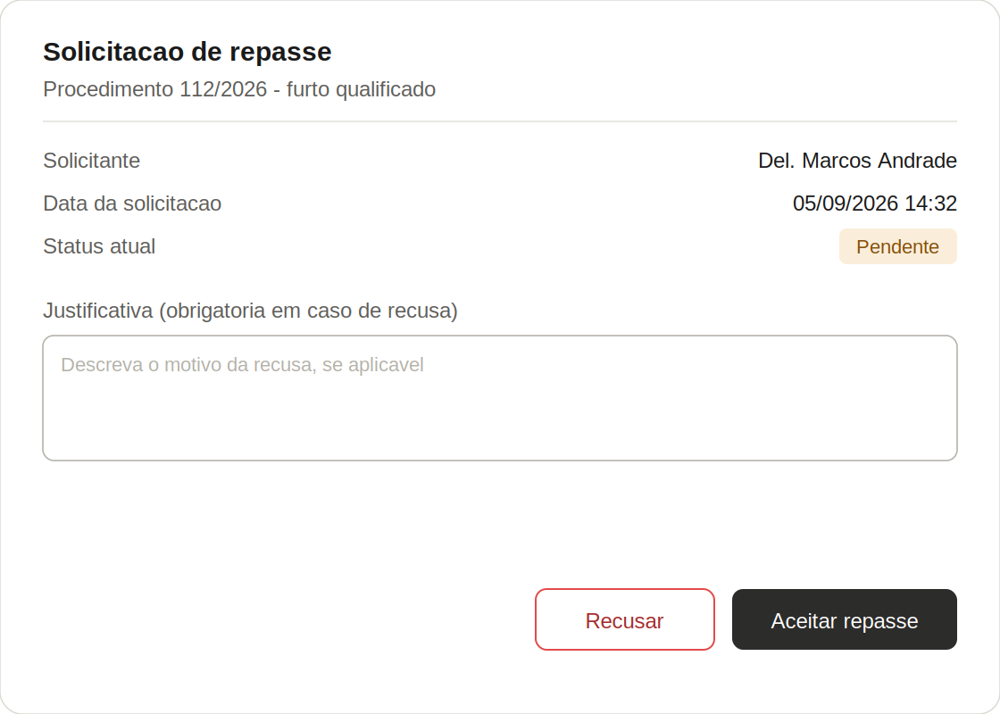 Solicitacao de repasse
Procedimento 112/2026 - furto qualificado
Solicitante Del. Marcos Andrade
Data da solicitacao 05/09/2026 14:32
Status atual Pendente
Justificativa (obrigatoria em caso de recusa)
Descreva o motivo da recusa, se aplicavel
Recusar Aceitar repasse